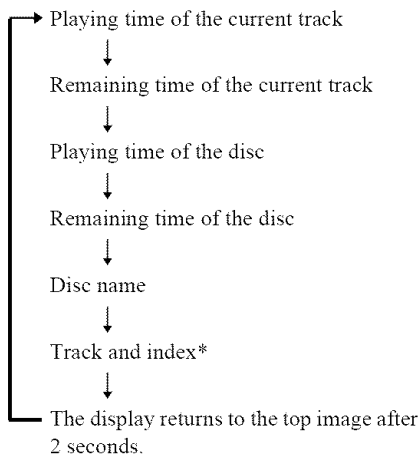 Playing time of the current track
Remaining time of the current track
Playing time of the disc
Remaining time of the disc
Disc name
Track and index*
The display returns to the top image after
2 seconds.